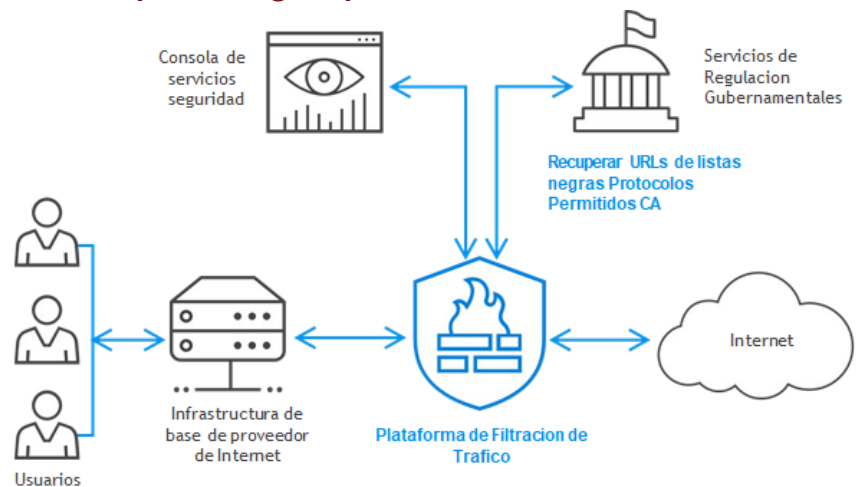 Consola de
servicios
seguridad
Servicios de
Regulacion
Gubernamentales
Recuperar URLs de listas
negras Protocolos
Permitidos CA
Internet
Infrastructura de
base de proveedor
de Internet
Plataforma de Filtracion de
Trafico
Usuarios